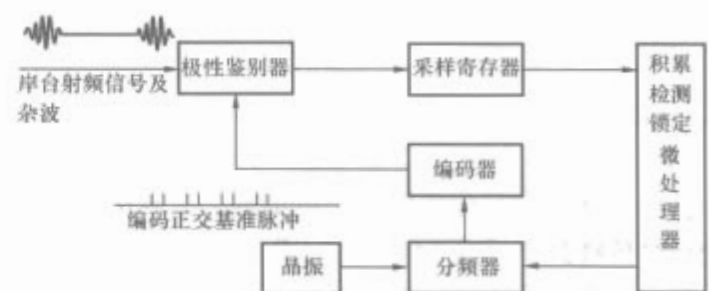 岸台射频信号及
杂波
极性鉴别器
采样寄存器
积累
检测
锁定
微
处
理
器
编码器
编码正交基准脉冲
晶振
分频器